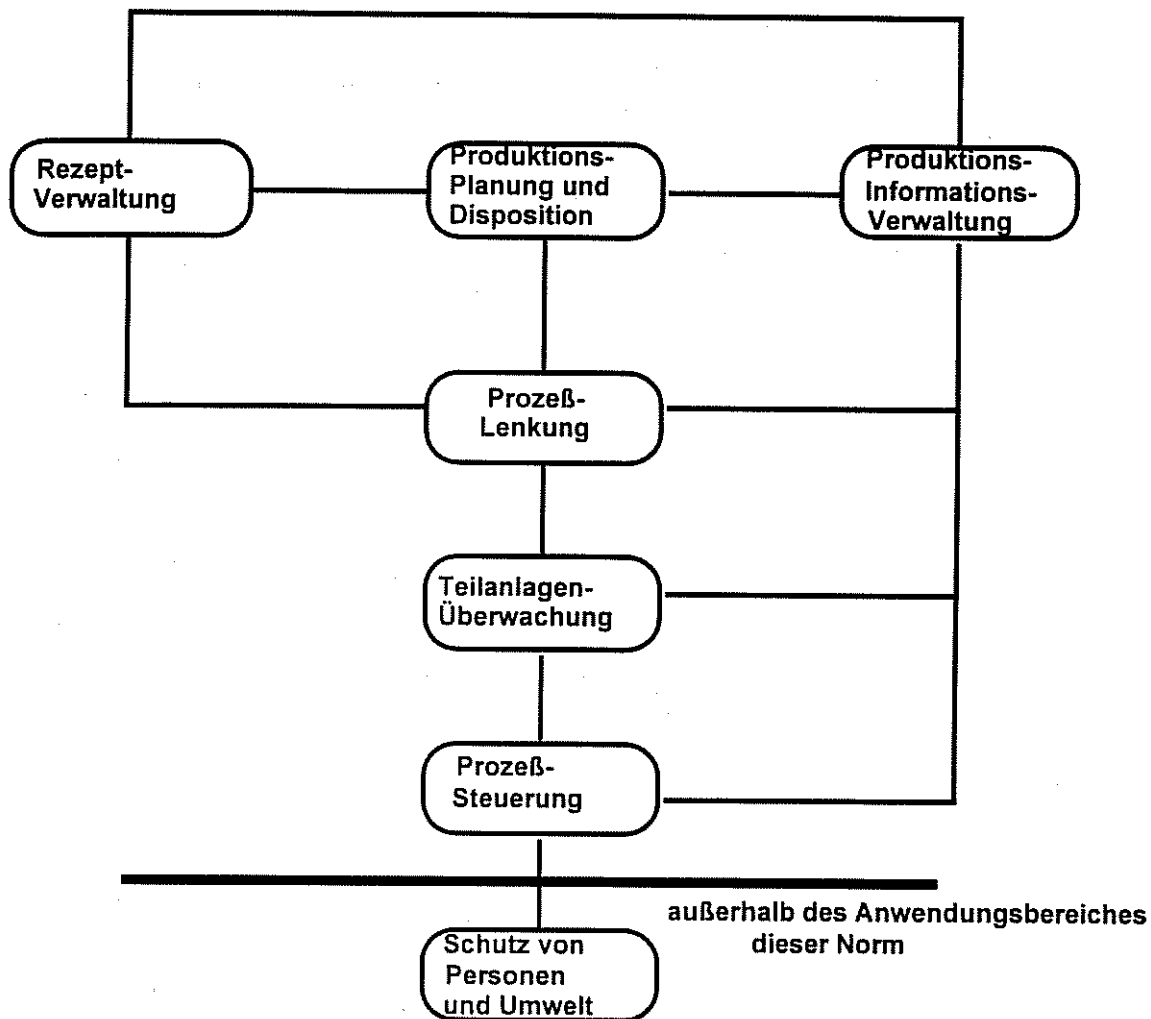 Rezept-
Verwaltung
Produktions-
Planung und
Disposition
Produktions-
Informations-
Verwaltung
Prozeß-
Lenkung
Teilanlagen-
Überwachung
Prozeß-
Steuerung
außerhalb des Anwendungsbereiches
dieser Norm
Schutz von
Personen
und Umwelt